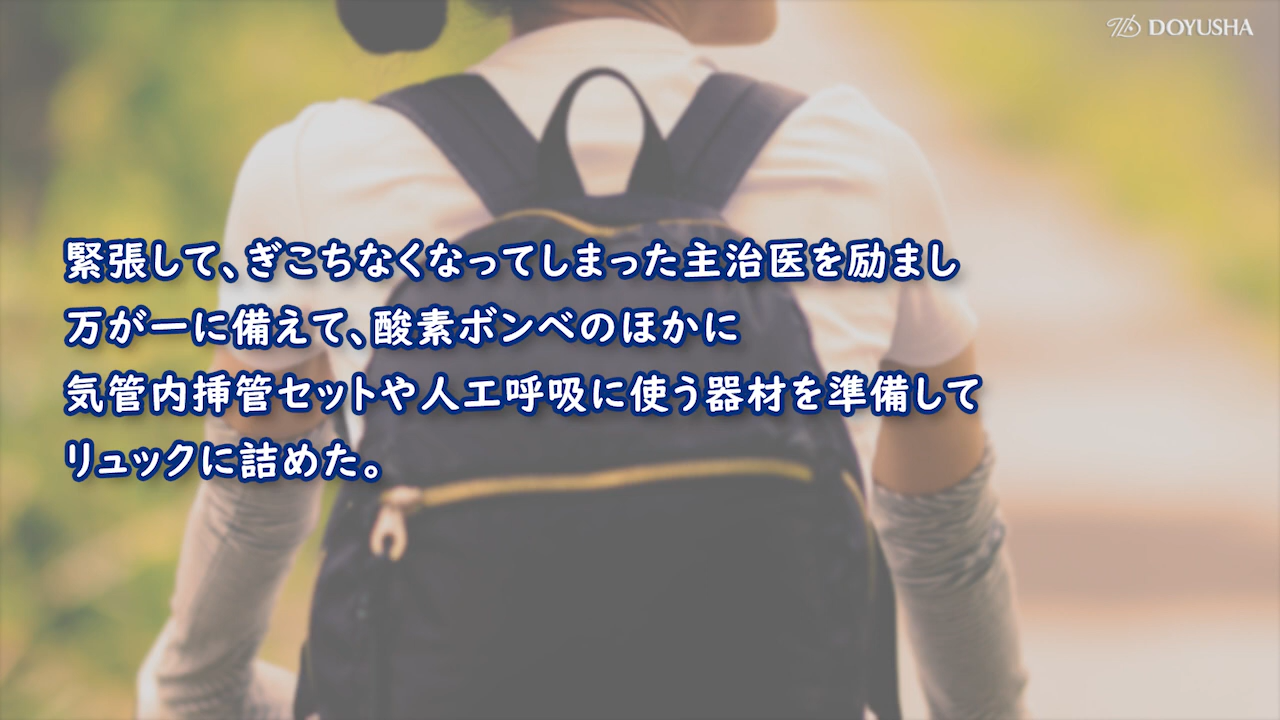 DOYUSHA
緊張して、ぎこちなくなってしまった主治医を励まし
万が一に備えて、酸素ボンベのほかに
気管内挿管セットや人工呼吸に使う器材を準備して
リュックに詰めた。